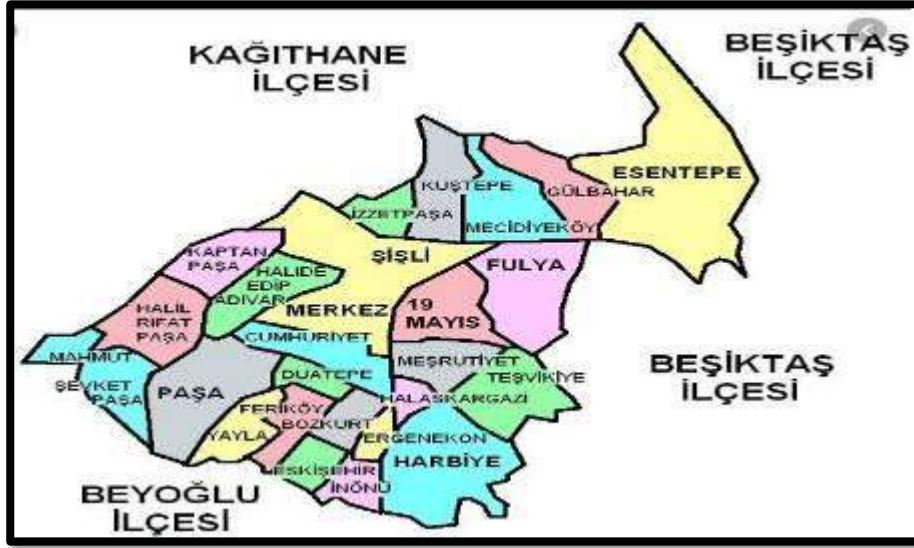 KAĞITHANE
İLÇESİ
BEŞİKTAŞ
İLÇESİ
ESENTEPE
KUŞTEPE
GÜLBAHAR
İZZETPAŞA
MECİDİYEKÖY
KAPTAN
PAŞA
ŞİŞLİ
MERKEZ
FULYA
HALİDE
EDİP
ADIVAR
HALİL
RIFAT
PAŞA
19
MAYIS
CUMHURİYET
MAHMUT
ŞEVKET
PAŞA
MEŞRUTİYET
DUATEPE
TEŞVİKİYE
PAŞA
HALASKARGAZI
FERİKÖY
BOZKURT
YAYLA
ERGENEKON
HARBİYE
ESKİŞEHİR
İNÖNÜ
BEŞİKTAŞ
İLÇESİ
BEYOĞLU
İLÇESİ